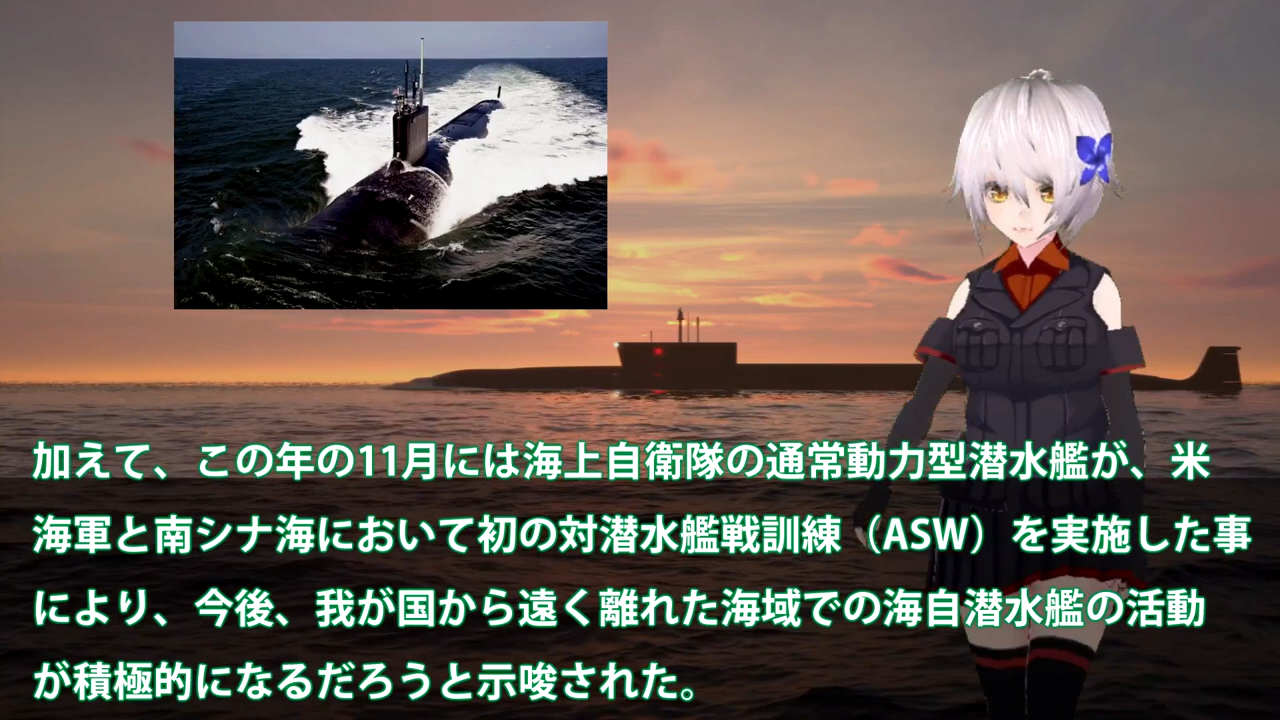 加えて、この年の11月には海上自衛隊の通常動力型潜水艦が、米
海軍と南シナ海において初の対潜水艦戦訓練（ASW）を実施した事
により、今後、我が国から遠く離れた海域での海自潜水艦の活動
が積極的になるだろうと示唆された。